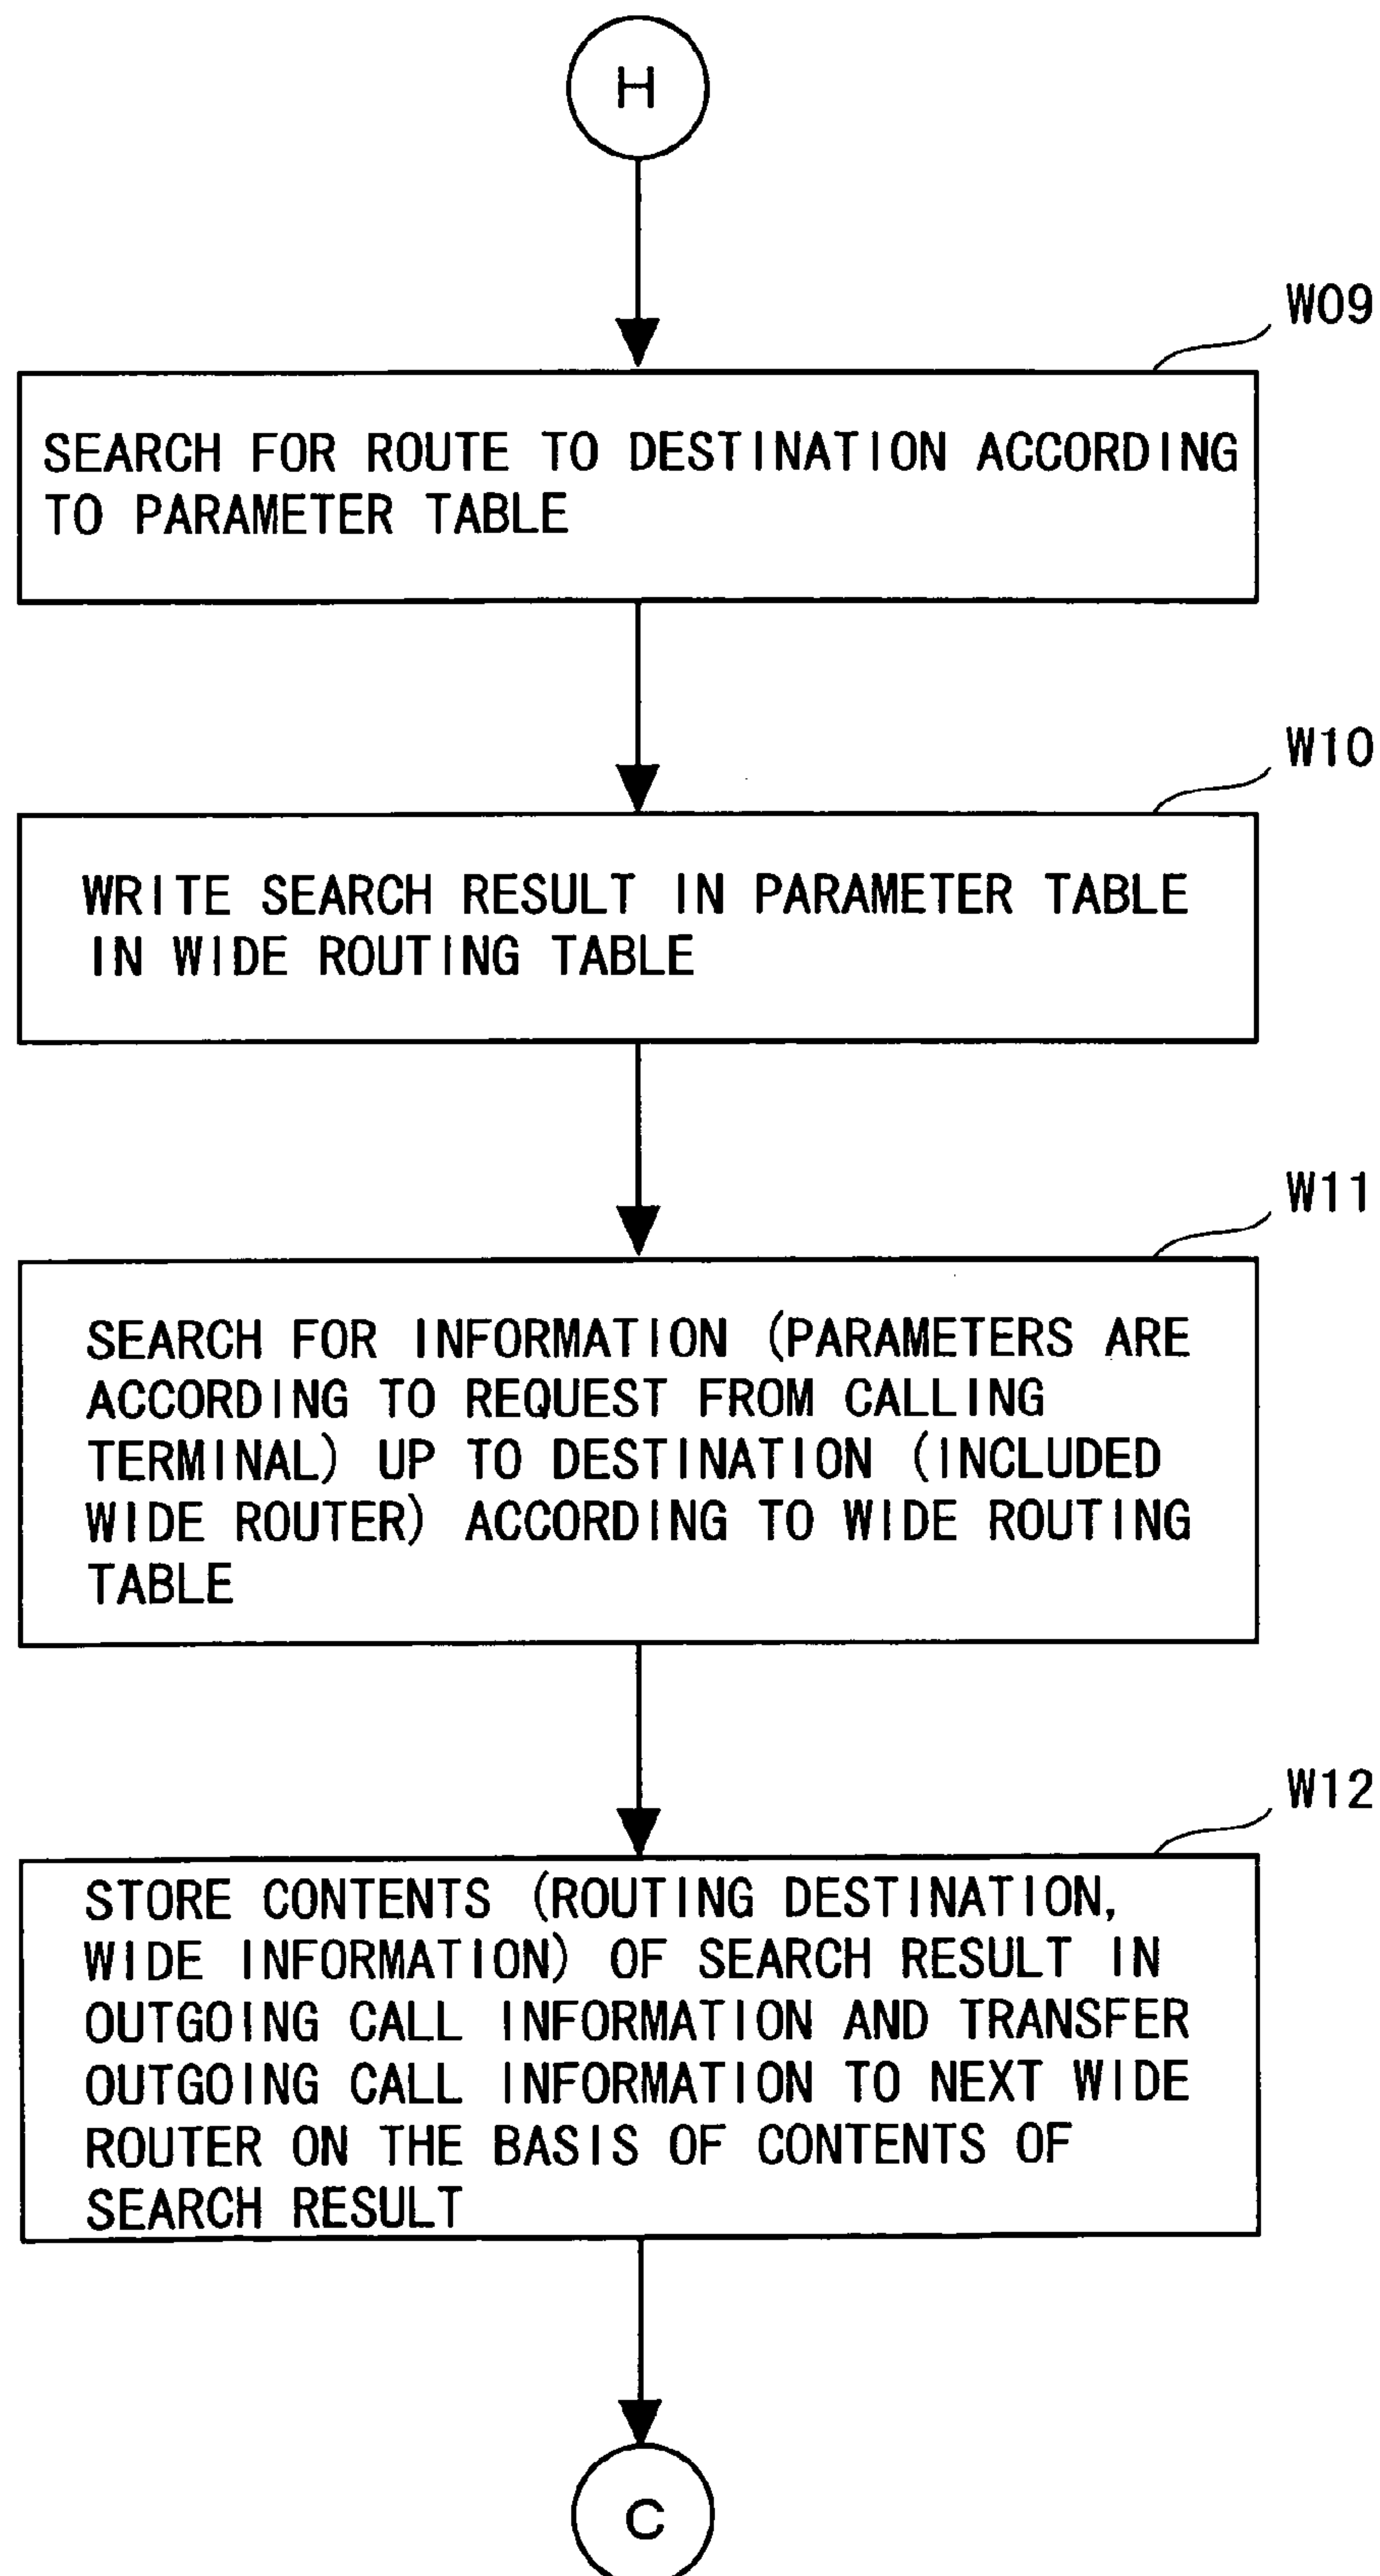 H
W09
SEARCH FOR ROUTE TO DESTINATION ACCORDING
TO PARAMETER TABLE
W10
WRITE SEARCH RESULT IN PARAMETER TABLE
IN WIDE ROUTING TABLE
W11
SEARCH FOR INFORMATION (PARAMETERS ARE
ACCORDING TO REQUEST FROM CALLING
TERMINAL) UP TO DESTINATION (INCLUDED
WIDE ROUTER) ACCORDING TO WIDE ROUTING
TABLE
W12
STORE CONTENTS (ROUTING DESTINATION,
WIDE INFORMATION) OF SEARCH RESULT IN
OUTGOING CALL INFORMATION AND TRANSFER
OUTGOING CALL INFORMATION TO NEXT WIDE
ROUTER ON THE BASIS OF CONTENTS OF
SEARCH RESULT
C